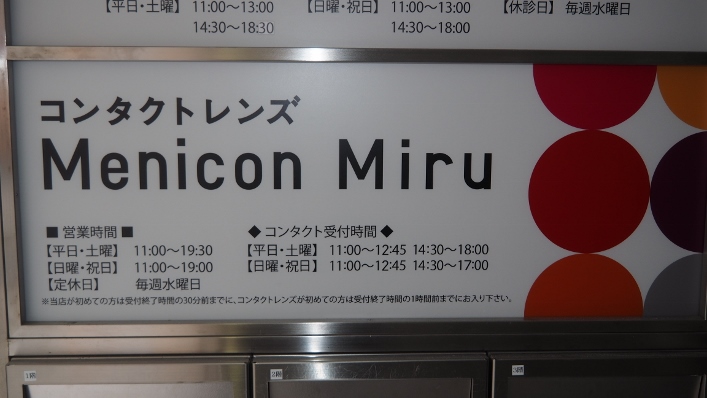 【平日・土曜】 11:00～13:00 【日曜・祝日】 11:00～13:00 【休診日】 毎週水曜日
14:30～18:30 14:30～18:30
コンタクトレンズ
Menicon Miru
■ 営業時間 ■ ◆ コンタクト受付時間 ◆
【平日・土曜】 11:00～19:30 【平日・土曜】 11:00～12:45 14:30～18:00
【日曜・祝日】 11:00～19:00 【日曜・祝日】 11:00～12:45 14:30～17:00
【定休日】 毎週水曜日
※当店が初めての方は受付終了時間の30分前までに、コンタクトレンズが初めての方は受付終了時間の1時間前までにお入り下さい。
1階 2階 3階